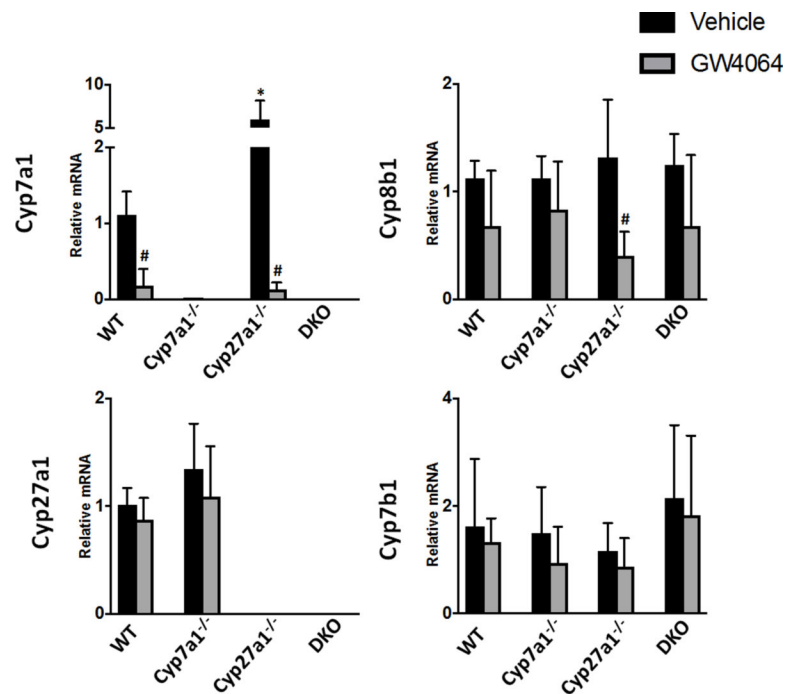 Vehicle
GW4064
Cyp7a1
Relative mRNA
10
5
2
1
0
*
#
#
WT
Cyp7a1-/-
Cyp27a1-/-
DKO
Cyp8b1
Relative mRNA
2
1
0
#
WT
Cyp7a1-/-
Cyp27a1-/-
DKO
Cyp27a1
Relative mRNA
2
1
0
WT
Cyp7a1-/-
Cyp27a1-/-
DKO
Cyp7b1
Relative mRNA
4
2
0
WT
Cyp7a1-/-
Cyp27a1-/-
DKO